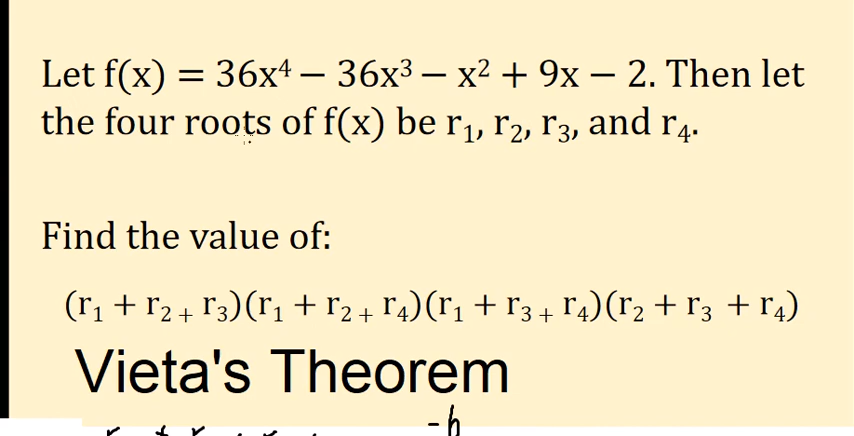 Let f(x) = 36x⁴ – 36x³ – x² + 9x – 2. Then let
the four roots of f(x) be r₁, r₂, r₃, and r₄.
Find the value of:
(r₁ + r₂ + r₃)(r₁ + r₂ + r₄)(r₁ + r₃ + r₄)(r₂ + r₃ + r₄)
Vieta's Theorem
-b